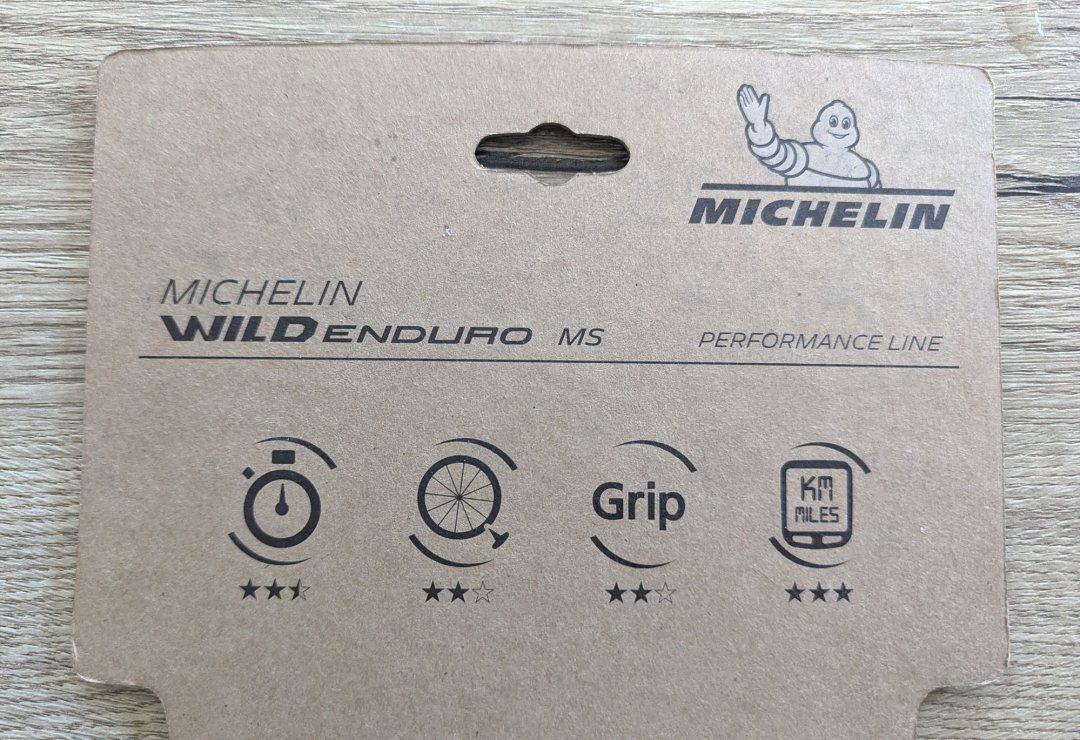 MICHELIN
MICHELIN
WILD ENDURO MS PERFORMANCE LINE
Grip
KM
MILES